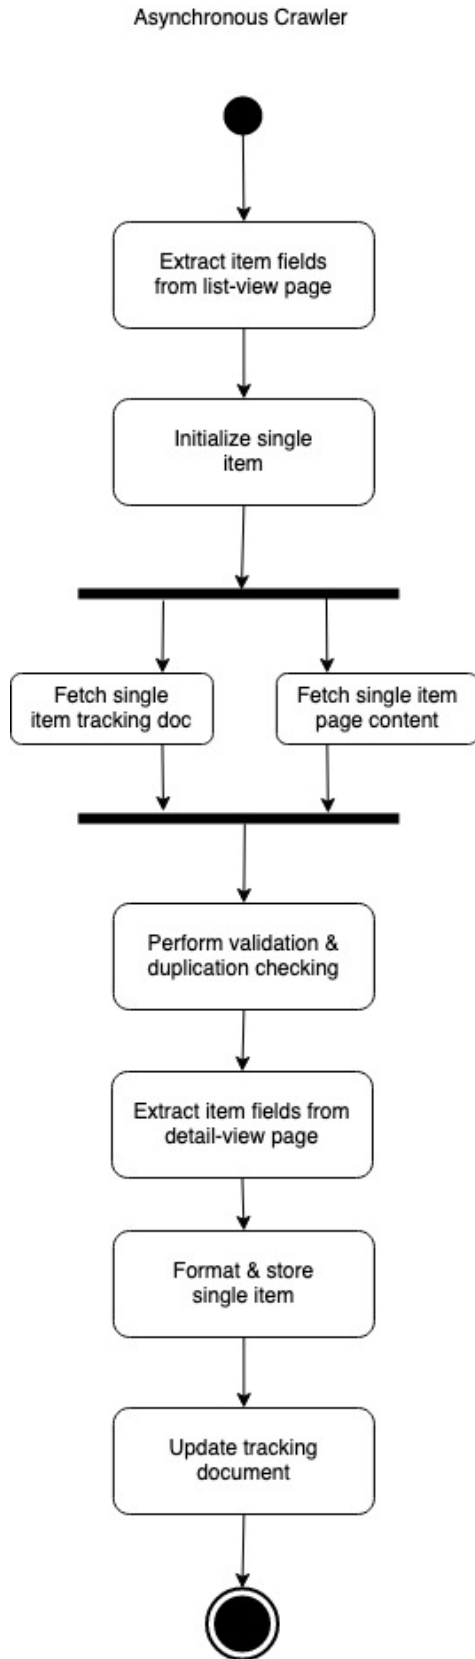 Asynchronous Crawler
Extract item fields
from list-view page
Initialize single
item
Fetch single
item tracking doc
Fetch single item
page content
Perform validation &
duplication checking
Extract item fields from
detail-view page
Format & store
single item
Update tracking
document